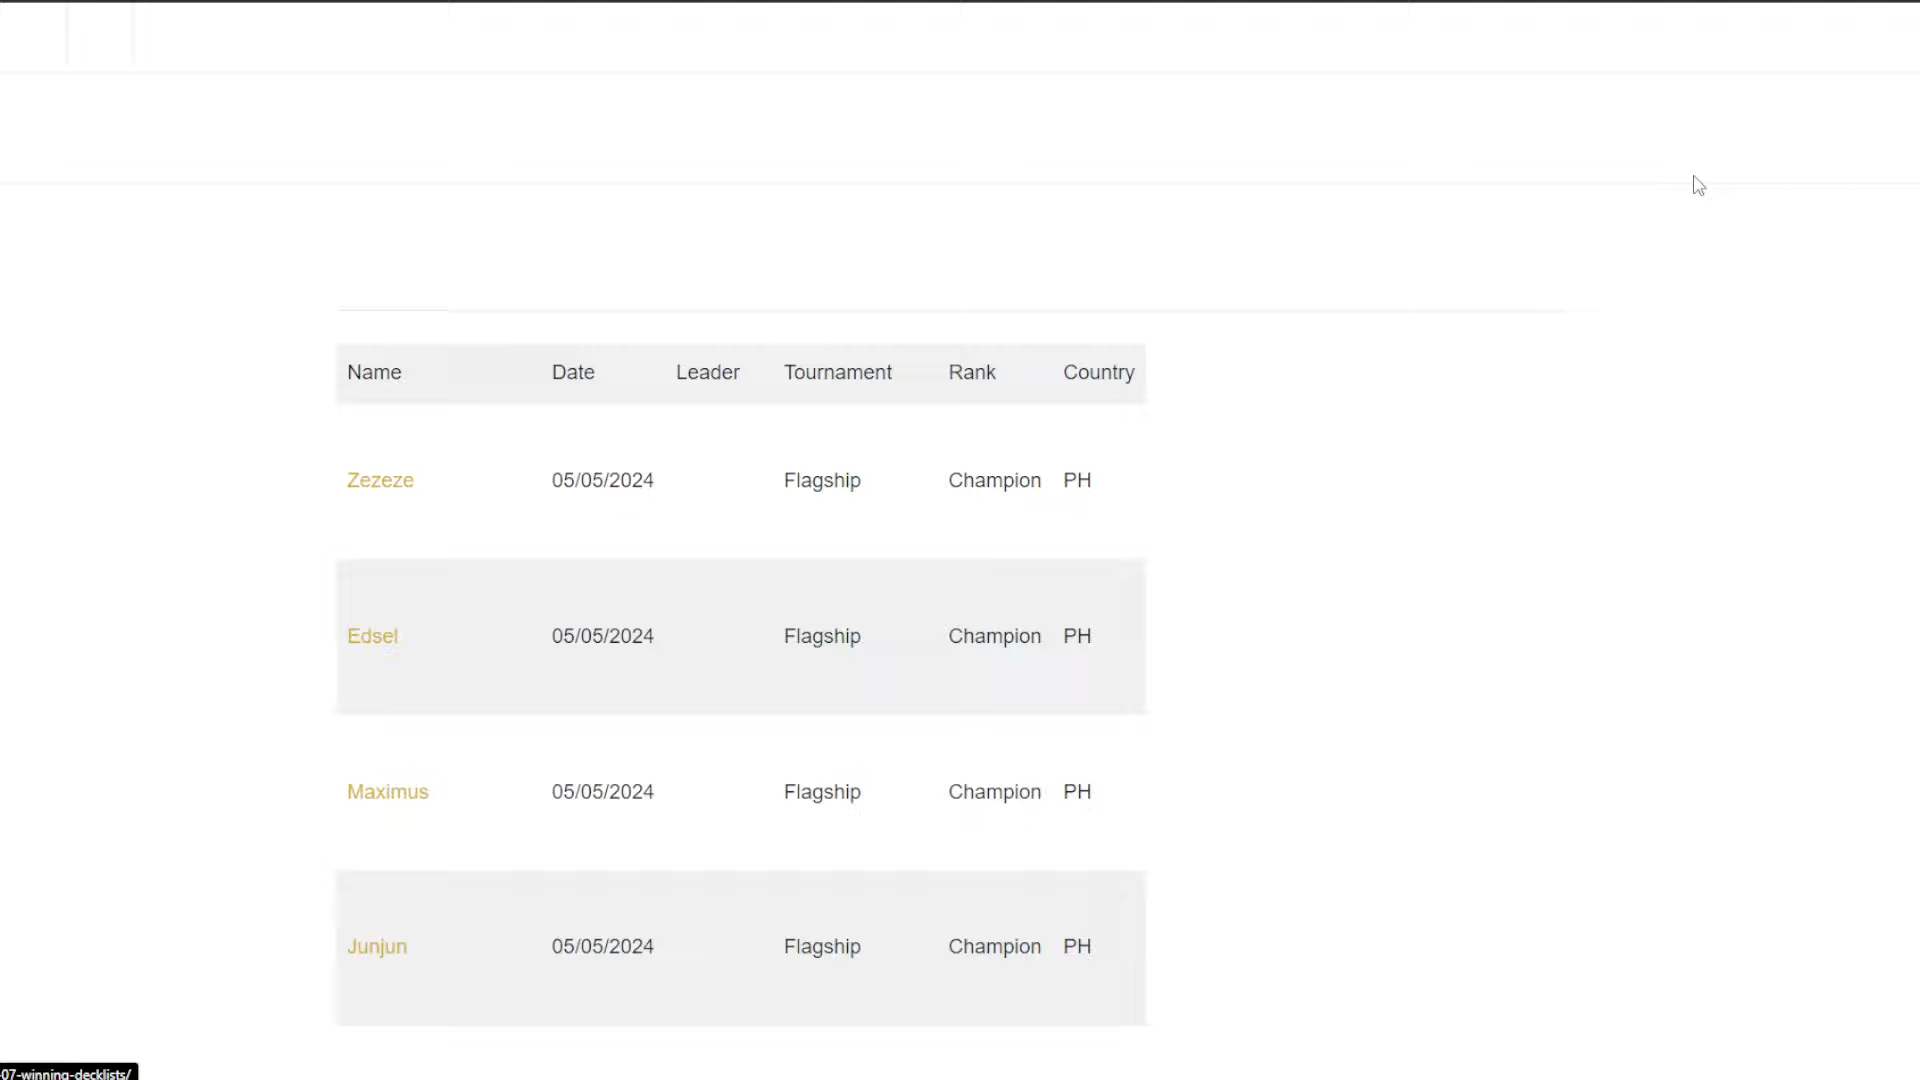 Name Date Leader Tournament Rank Country
Zezeze 05/05/2024 Flagship Champion PH
Edsel 05/05/2024 Flagship Champion PH
Maximus 05/05/2024 Flagship Champion PH
Junjun 05/05/2024 Flagship Champion PH
07-winning-decklists/